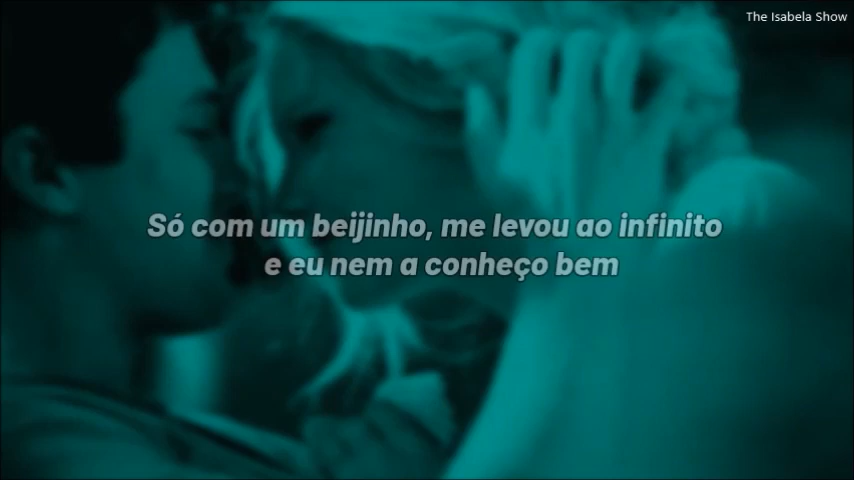 The Isabela Show
Só com um beijinho, me levou ao infinito
e eu nem a conheço bem